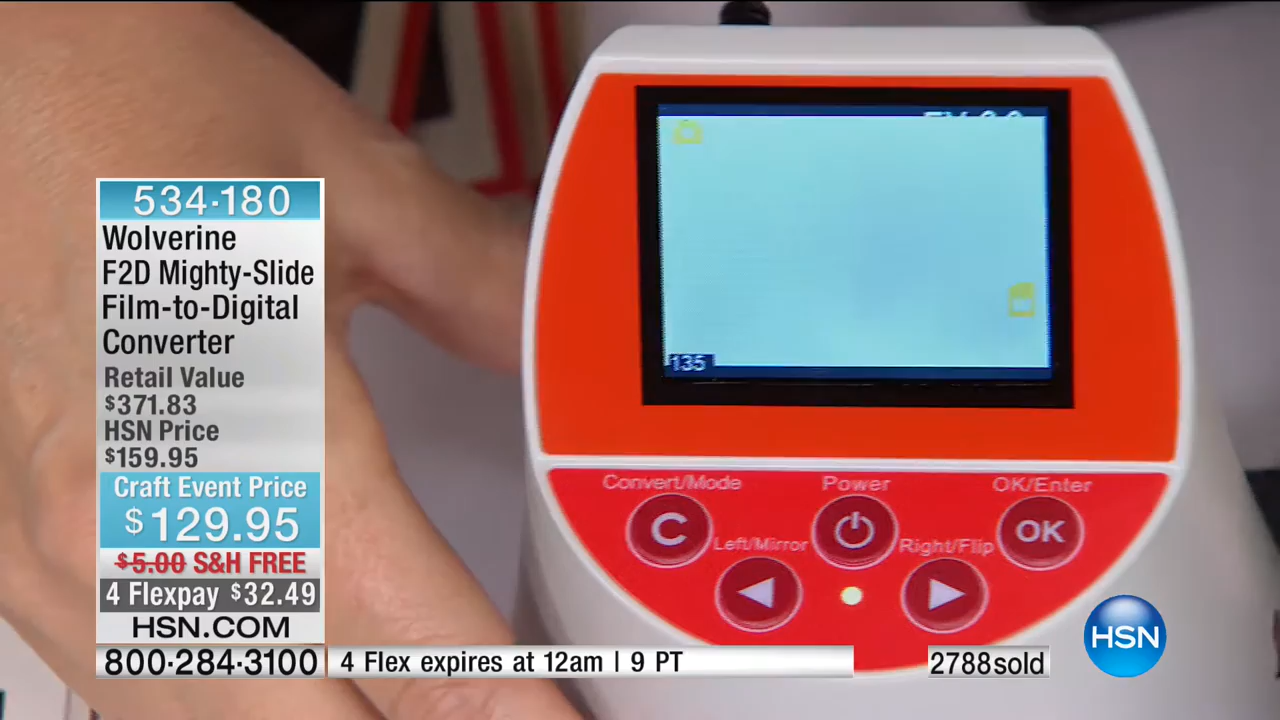 534·180
Wolverine
F2D Mighty-Slide
Film-to-Digital
Converter
Retail Value
$371.83
HSN Price
$159.95
Craft Event Price
$129.95
$5.00 S&H FREE
4 Flexpay $32.49
HSN.COM
800·284·3100
4 Flex expires at 12am | 9 PT
2788sold
HSN
135
Convert/Mode
Power
OK/Enter
C
OK
Left/Mirror
Right/Flip